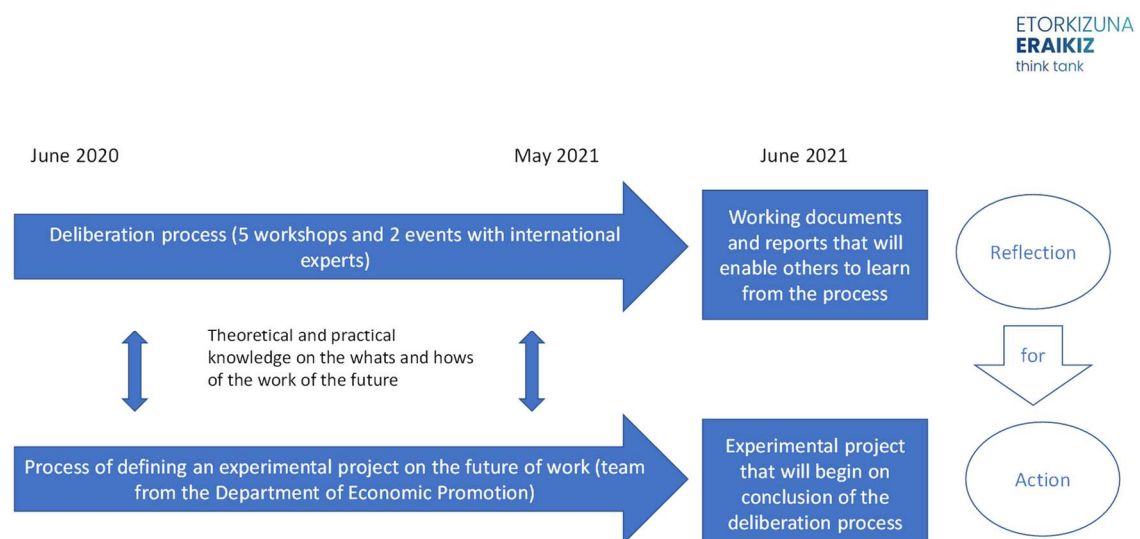 ETORKIZUNA
ERAIKIZ
think tank
June 2020
May 2021
June 2021
Deliberation process (5 workshops and 2 events with international
experts)
Working documents
and reports that will
enable others to learn
from the process
Reflection
Theoretical and practical
knowledge on the whats and hows
of the work of the future
for
Process of defining an experimental project on the future of work (team
from the Department of Economic Promotion)
Experimental project
that will begin on
conclusion of the
deliberation process
Action